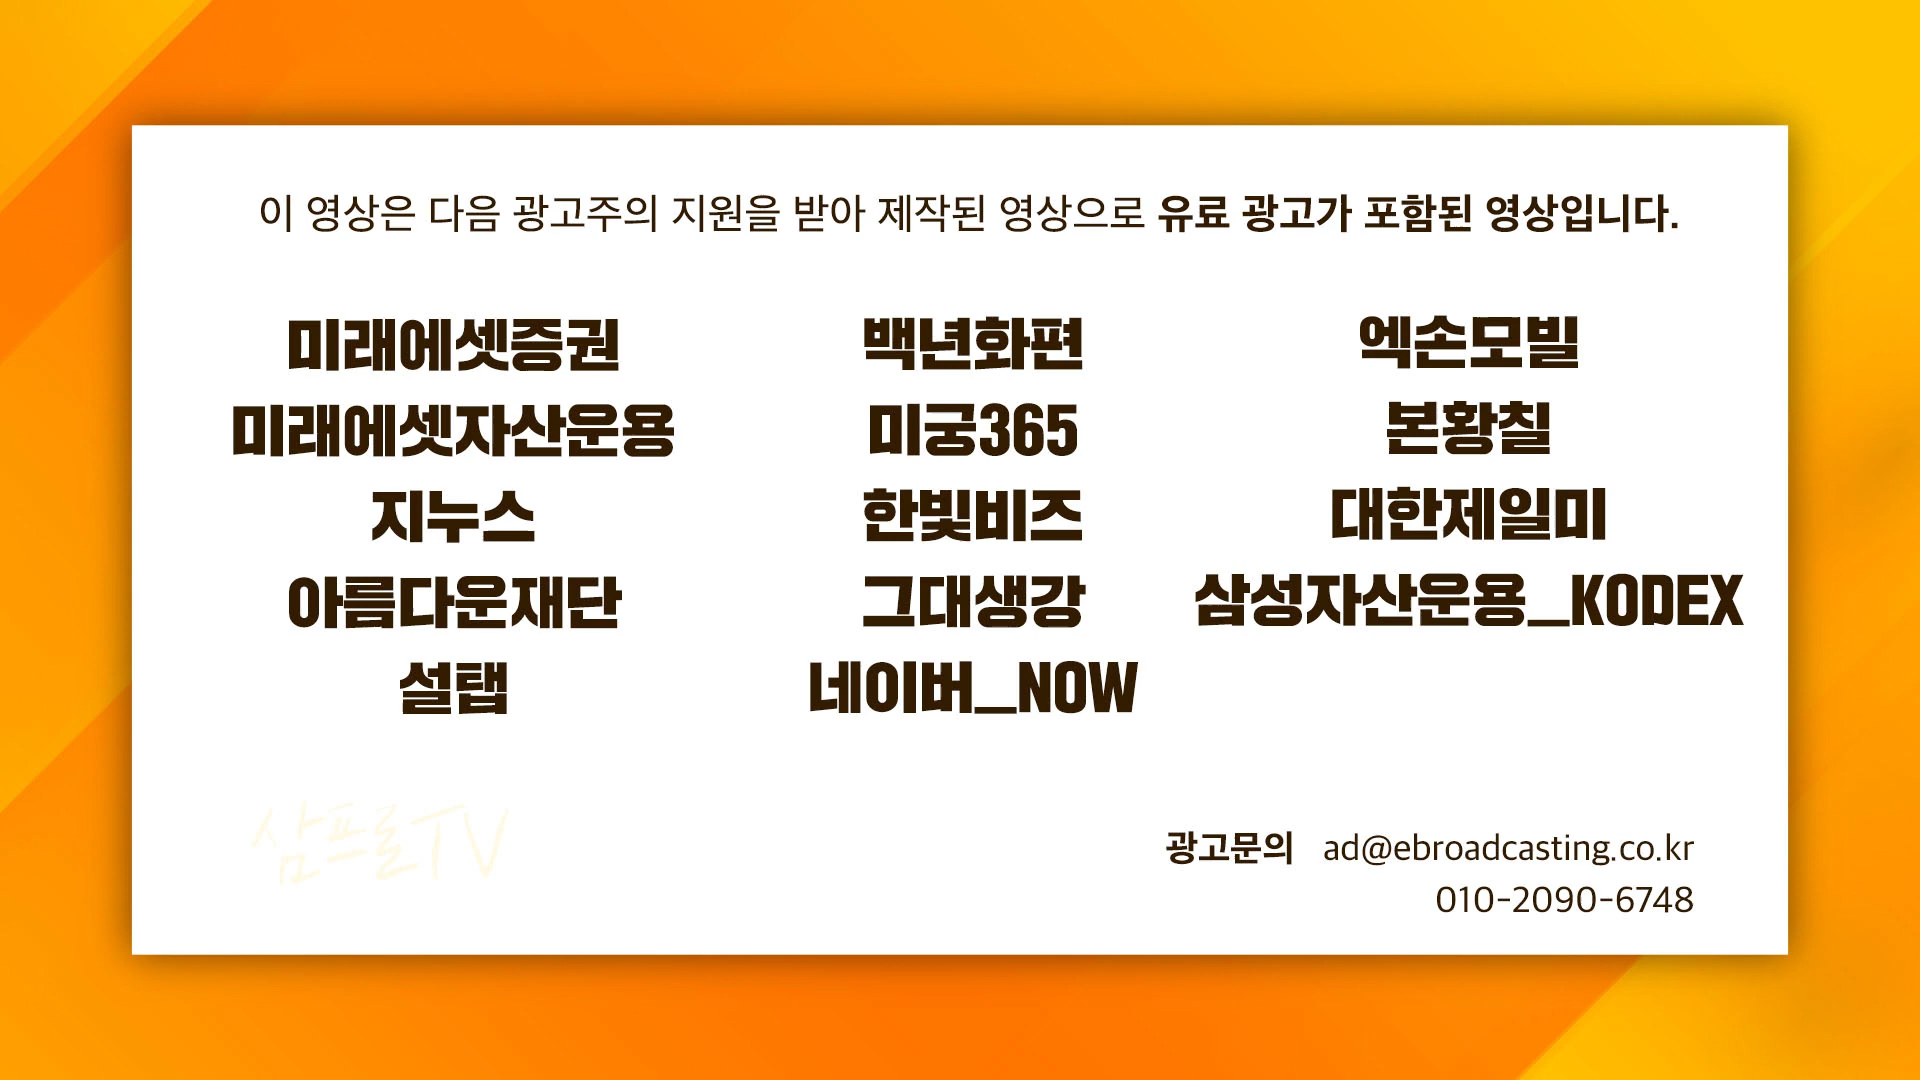 이 영상은 다음 광고주의 지원을 받아 제작된 영상으로 유료 광고가 포함된 영상입니다.
미래에셋증권
미래에셋자산운용
지누스
아름다운재단
설탭
백년화편
미궁365
한빛비즈
그대생강
네이버_NOW
엑손모빌
본황칠
대한제일미
삼성자산운용_KODEX
삼프로TV
광고문의 ad@ebroadcasting.co.kr
010-2090-6748